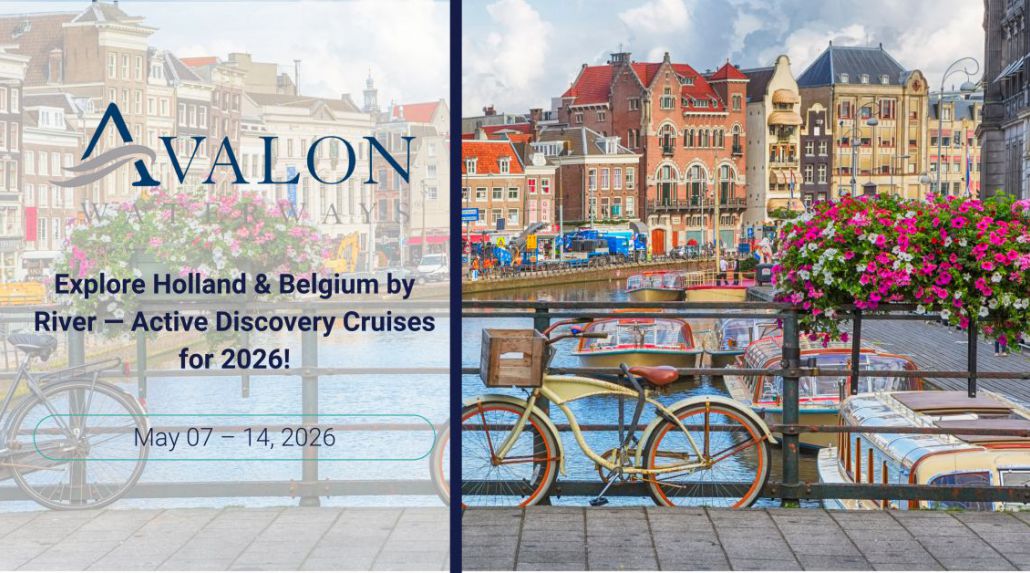 AVALON
WATERWAYS
Explore Holland & Belgium by
River — Active Discovery Cruises
for 2026!
May 07 – 14, 2026